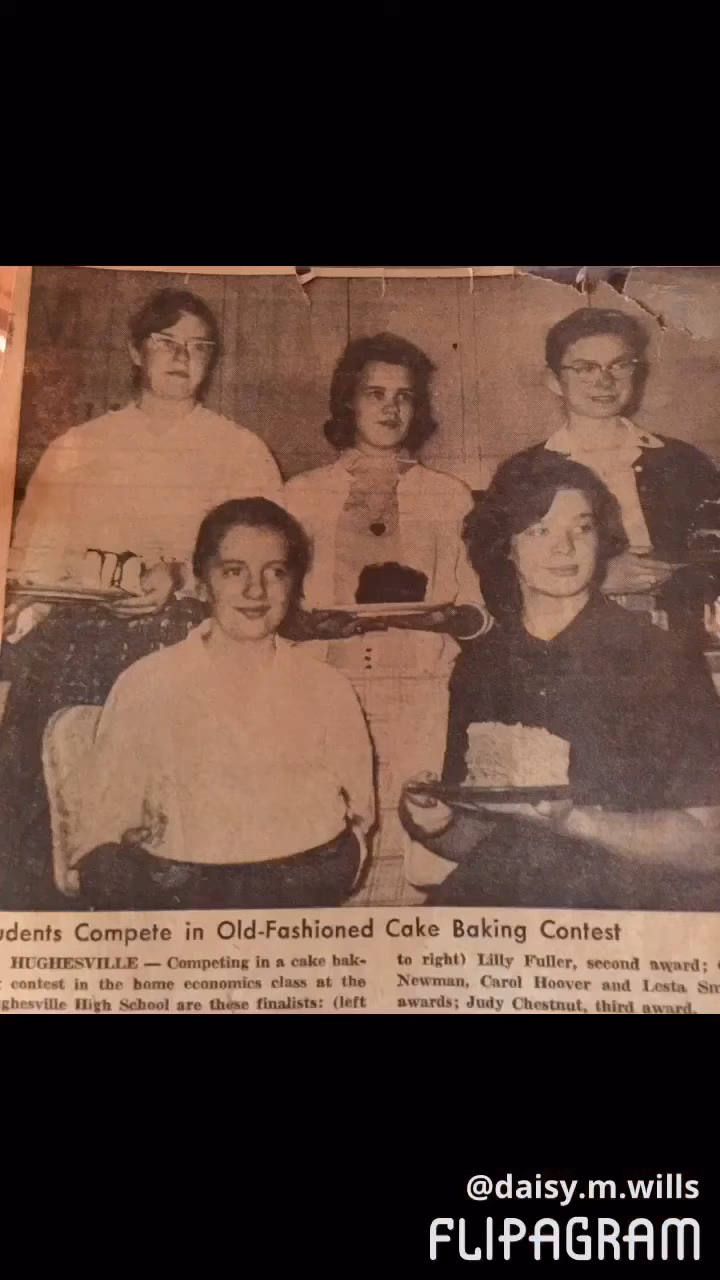 Compete in Old-Fashioned Cake Baking Contest
HUGHESVILLE — Competing in a cake bak-
contest in the home economics class at the
High School are these finalists: (left
to right) Lilly Fuller, second award;
Newman, Carol Hoover and Lesta
awards; Judy Chestnut, third award.
@daisy.m.wills
FLIPAGRAM